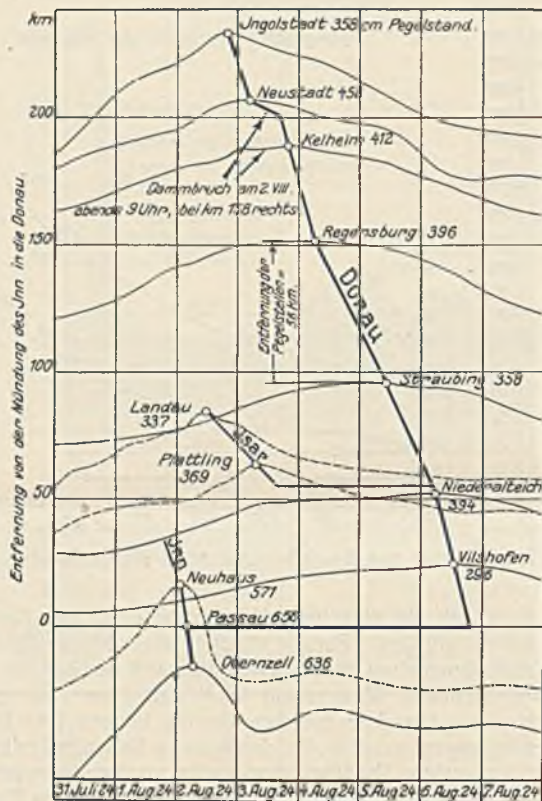 km
Ingolstadt 358 cm Pegelstand.
Neustadt 451
200
Kelheim 412
Dammbruch am 2 VIII.
abends 9 Uhr, bei km 198 rechts
Regensburg 396
150
Entfernung der
Pegelstellen =
56 km.
Donau
100
Straubing 358
Landau
337
Isar
Plattling
369
50
Niederalteich
394
Inn
Vilshofen
296
Neuhaus
571
0
Passau 656
Obernzell 636
Entfernung von der Mündung des Jnn in die Donau.
31 Juli 24 1. Aug 24 2. Aug 24 3. Aug 24 4. Aug 24 5. Aug 24 6. Aug 24 7. Aug 24